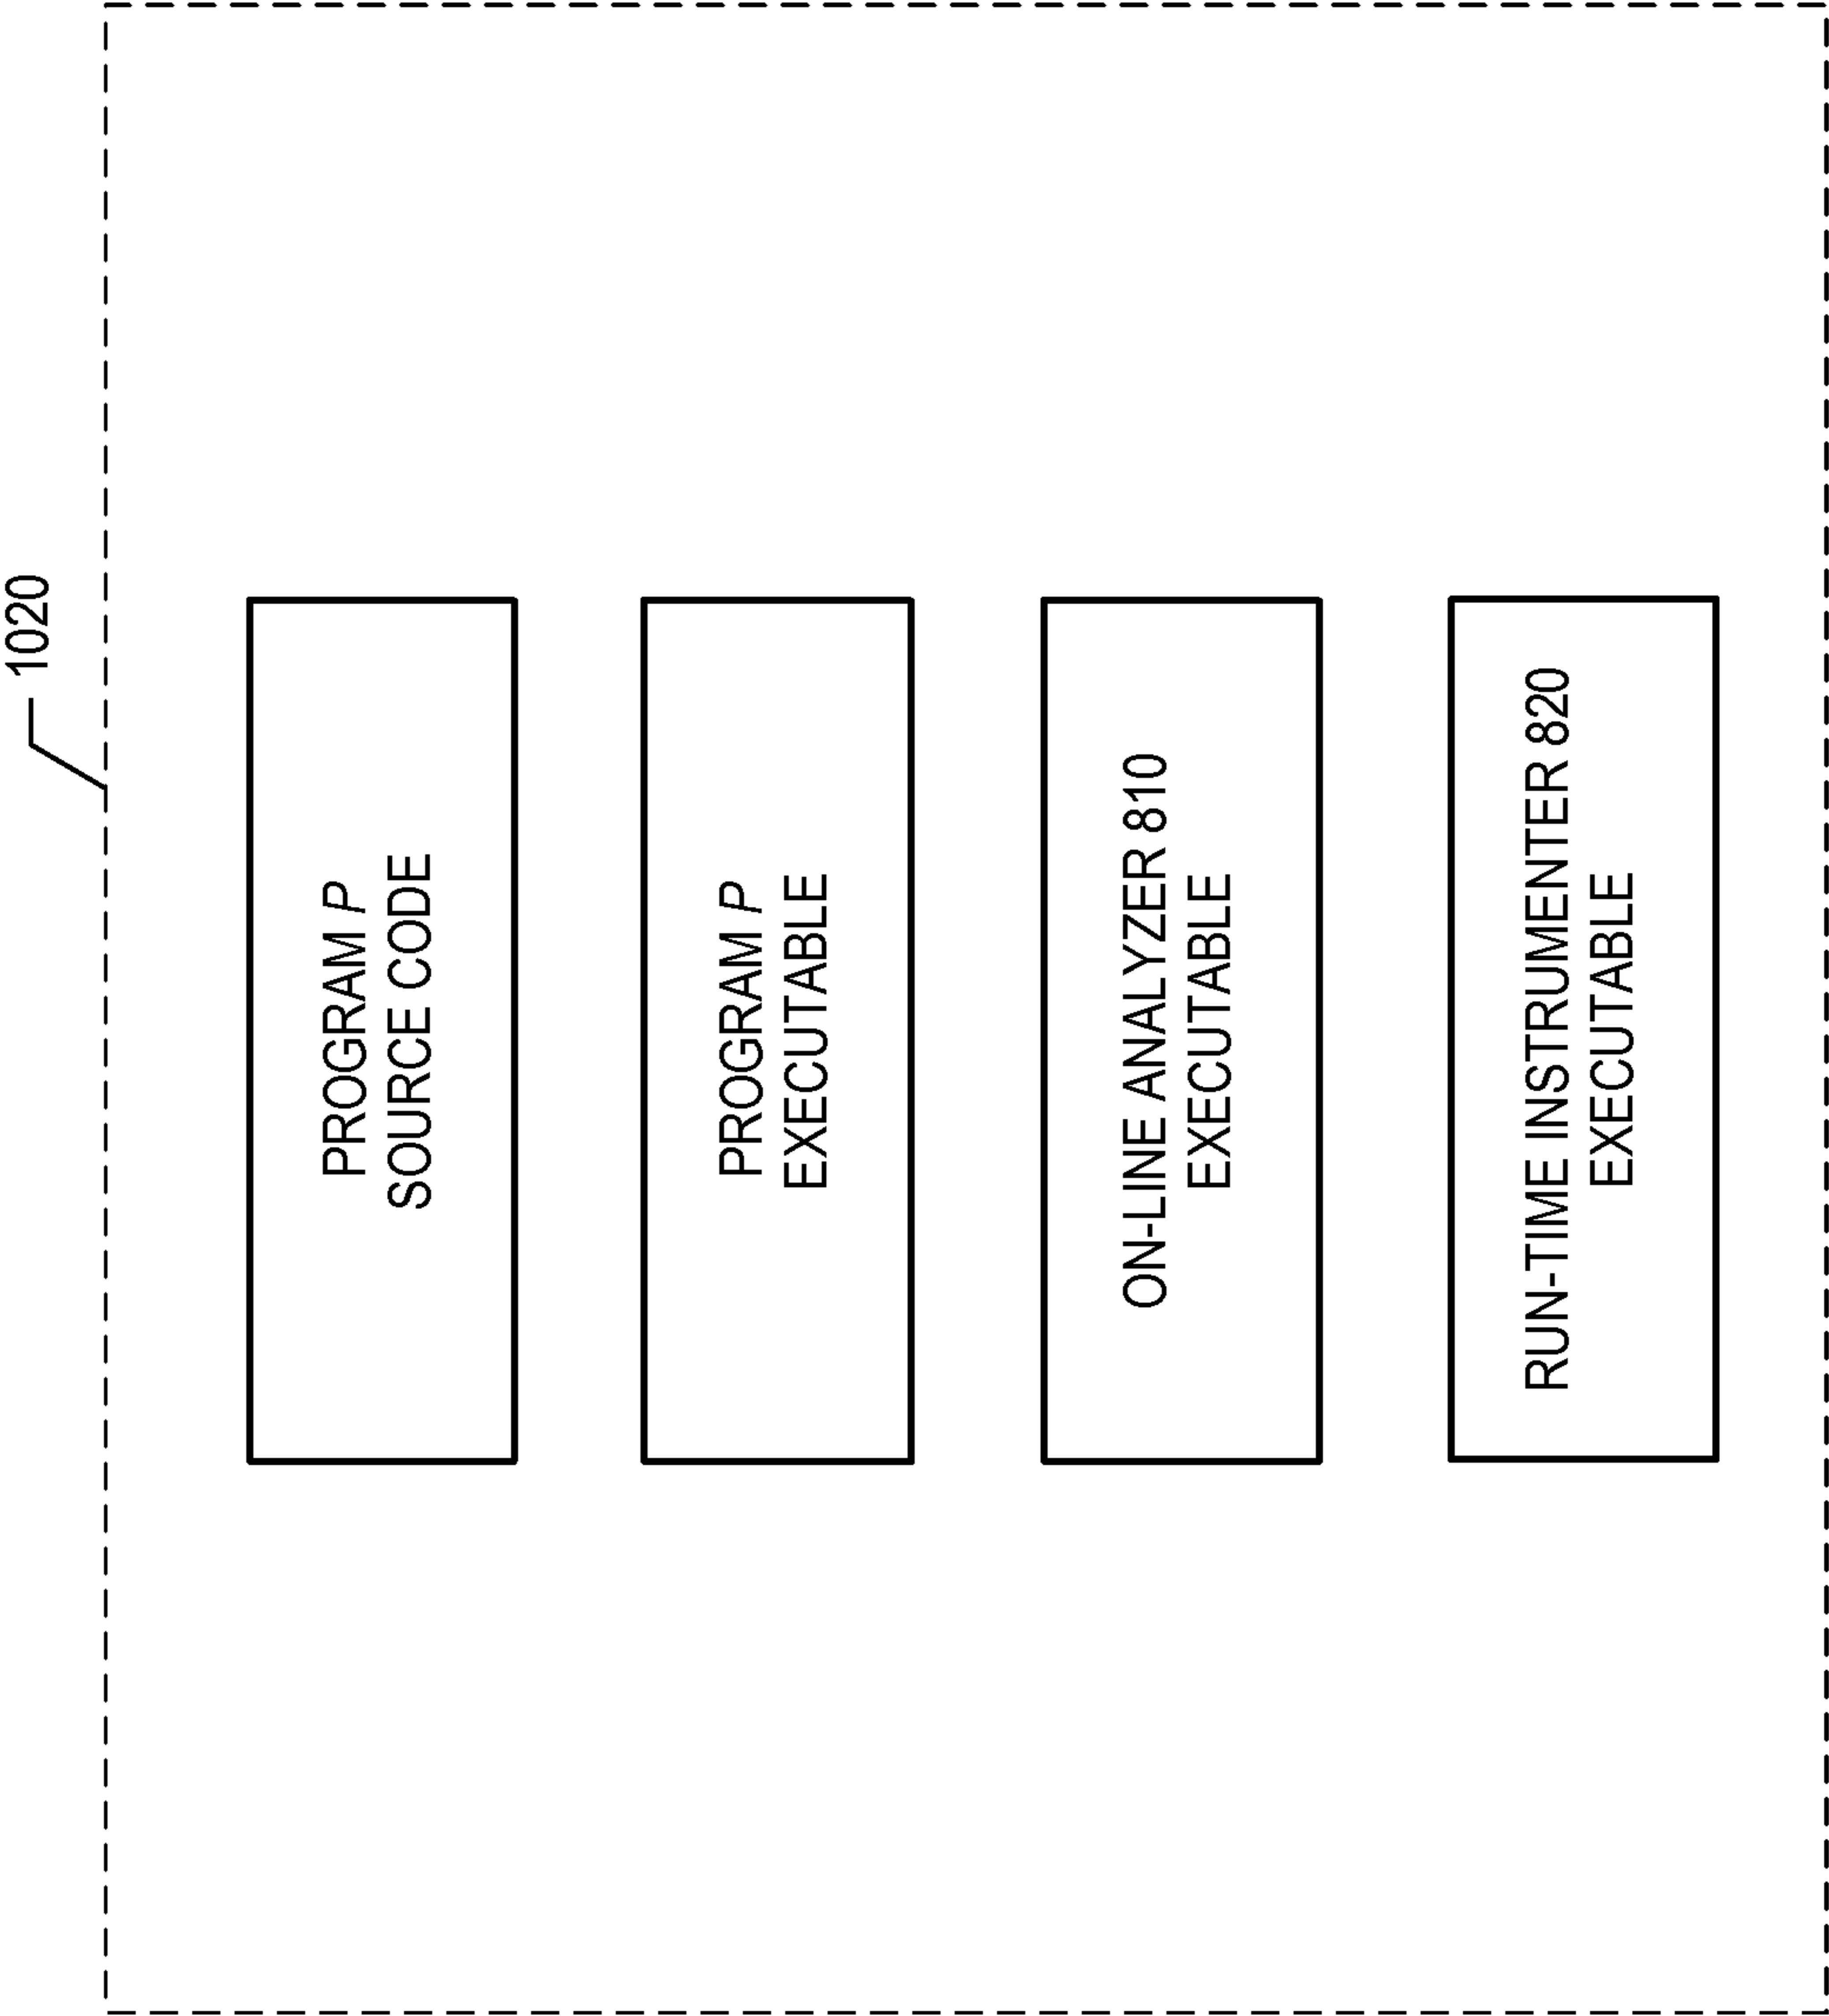 1020
PROGRAM P
SOURCE CODE
PROGRAM P
EXECUTABLE
ON-LINE ANALYZER 810
EXECUTABLE
RUN-TIME INSTRUMENTER 820
EXECUTABLE